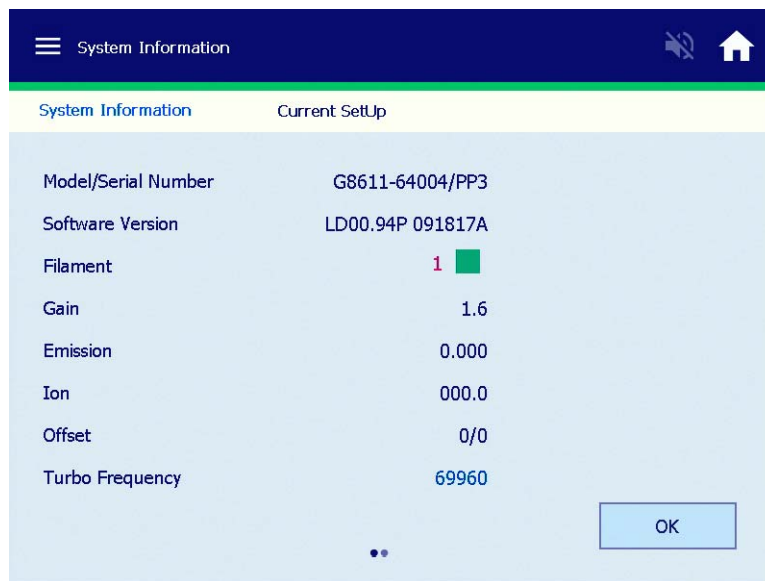 System Information
System Information Current SetUp
Model/Serial Number G8611-64004/PP3
Software Version LD00.94P 091817A
Filament 1
Gain 1.6
Emission 0.000
Ion 000.0
Offset 0/0
Turbo Frequency 69960
OK